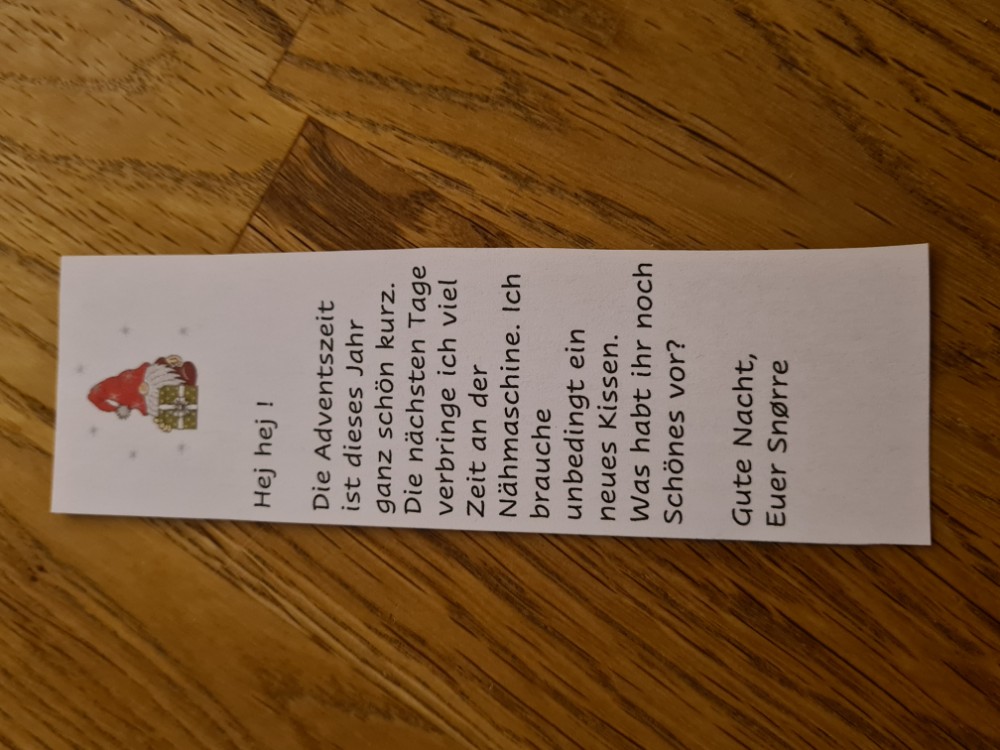 Hej hej !
Die Adventszeit
ist dieses Jahr
ganz schön kurz.
Die nächsten Tage
verbringe ich viel
Zeit an der
Nähmaschine. Ich
brauche
unbedingt ein
neues Kissen.
Was habt ihr noch
Schönes vor?
Gute Nacht,
Euer Snørre